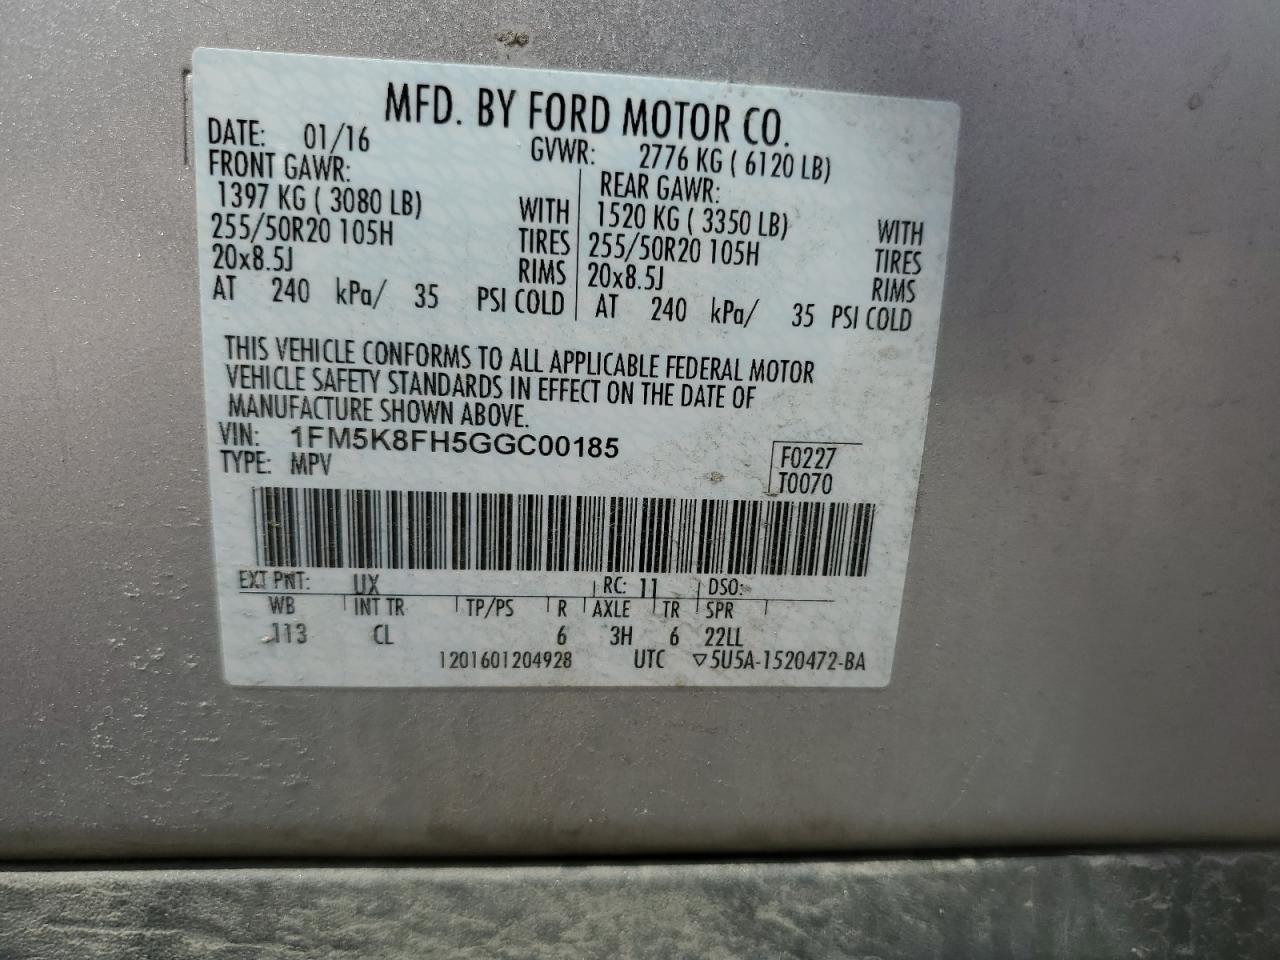 MFD. BY FORD MOTOR CO.
DATE: 01/16 GVWR: 2776 KG ( 6120 LB)
FRONT GAWR: REAR GAWR:
1397 KG ( 3080 LB) WITH 1520 KG ( 3350 LB) WITH
255/50R20 105H TIRES 255/50R20 105H TIRES
20x8.5J RIMS 20x8.5J RIMS
AT 240 kPa/ 35 PSI COLD AT 240 kPa/ 35 PSI COLD
THIS VEHICLE CONFORMS TO ALL APPLICABLE FEDERAL MOTOR
VEHICLE SAFETY STANDARDS IN EFFECT ON THE DATE OF
MANUFACTURE SHOWN ABOVE.
VIN: 1FM5K8FH5GGC00185
TYPE: MPV
F0227
T0070
EXT PNT: UX RC: 11 DSO:
WB INT TR TP/PS R AXLE TR SPR
113 CL 6 3H 6 22LL
1201601204928 UTC ▽5U5A-1520472-BA